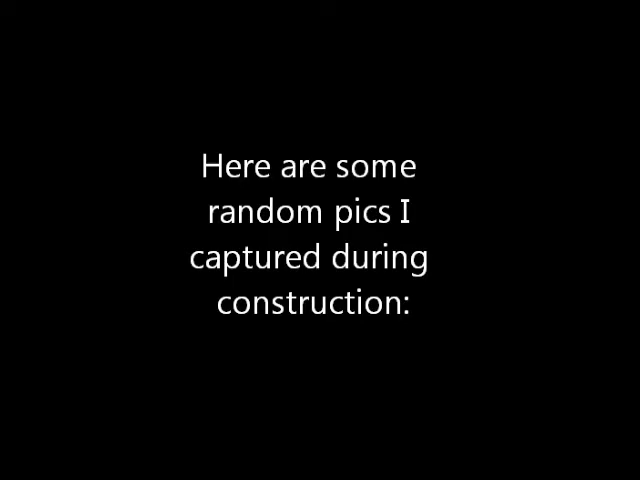 Here are some
random pics I
captured during
construction: